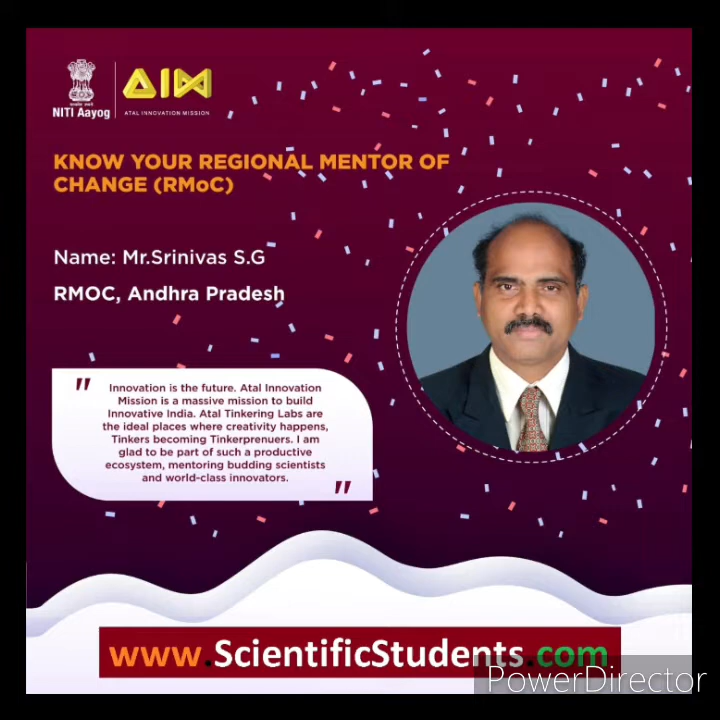 NITI Aayog
AIM
ATAL INNOVATION MISSION
KNOW YOUR REGIONAL MENTOR OF
CHANGE (RMoC)
Name: Mr.Srinivas S.G
RMOC, Andhra Pradesh
"
Innovation is the future. Atal Innovation
Mission is a massive mission to build
Innovative India. Atal Tinkering Labs are
the ideal places where creativity happens,
Tinkers becoming Tinkerprenuers. I am
glad to be part of such a productive
ecosystem, mentoring budding scientists
and world-class innovators.
"
www.ScientificStudents.com
PowerDirector